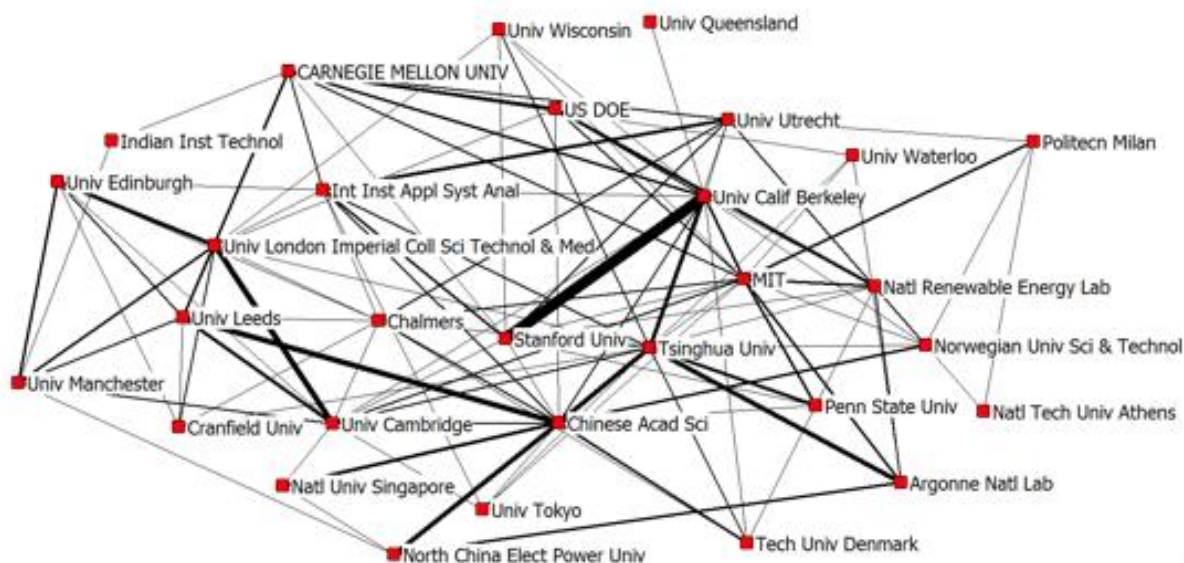 Univ Queensland
Univ Wisconsin
CARNEGIE MELLON UNIV
US DOE
Univ Utrecht
Indian Inst Technol
Politecn Milan
Univ Waterloo
Univ Edinburgh
Int Inst Appl Syst Anal
Univ Calif Berkeley
Univ London Imperial Coll Sci Technol & Med
MIT
Natl Renewable Energy Lab
Univ Leeds
Chalmers
Stanford Univ
Tsinghua Univ
Norwegian Univ Sci & Technol
Univ Manchester
Penn State Univ
Natl Tech Univ Athens
Cranfield Univ
Univ Cambridge
Chinese Acad Sci
Natl Univ Singapore
Argonne Natl Lab
Univ Tokyo
Tech Univ Denmark
North China Elect Power Univ